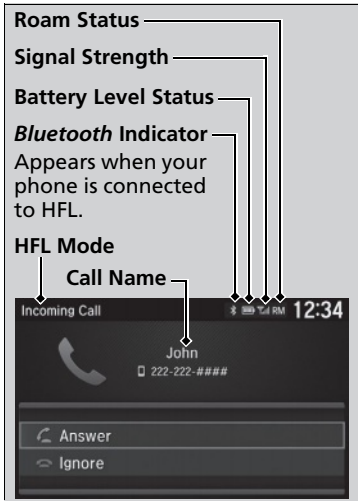 Roam Status
Signal Strength
Battery Level Status
Bluetooth Indicator
Appears when your
phone is connected
to HFL.
HFL Mode
Call Name
Incoming Call RM 12:34
John
222-222-####
Answer
Ignore